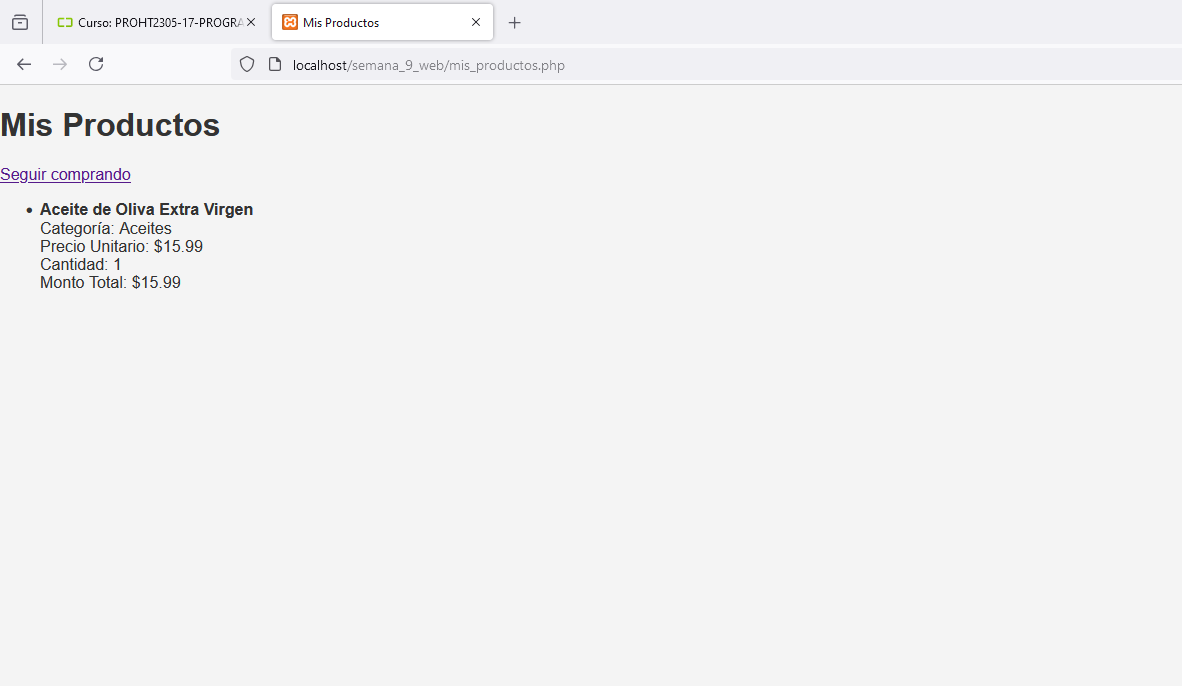 Curso: PROHT2305-17-PROGRA
Mis Productos
localhost/semana_9_web/mis_productos.php
Mis Productos
Seguir comprando
Aceite de Oliva Extra Virgen
Categoría: Aceites
Precio Unitario: $15.99
Cantidad: 1
Monto Total: $15.99